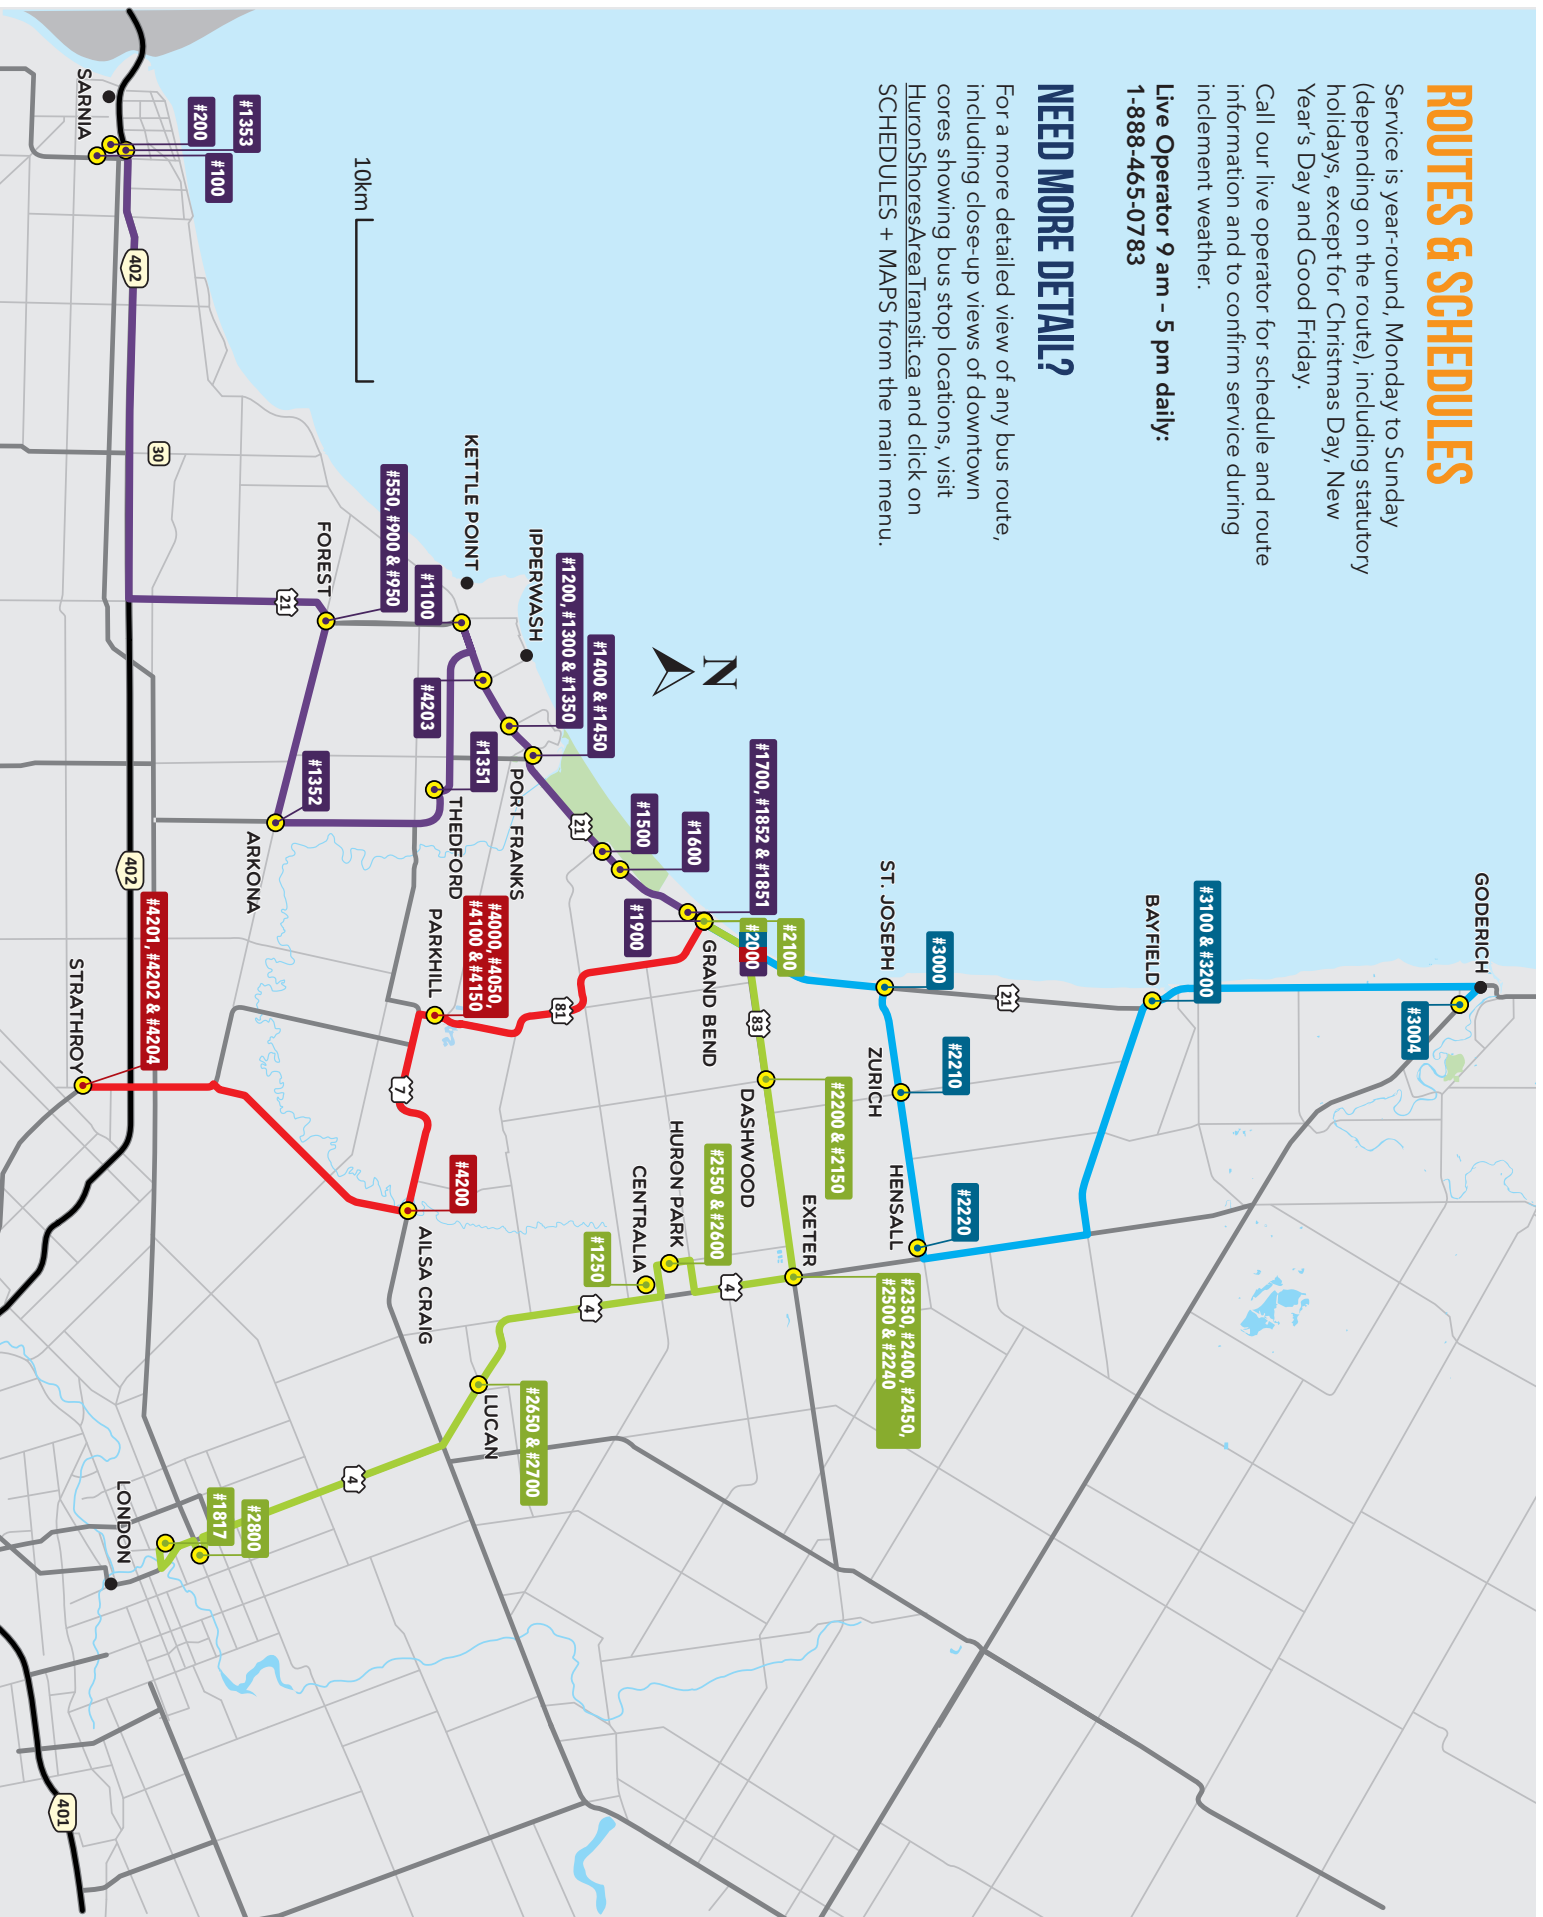 ROUTES & SCHEDULES
Service is year-round, Monday to Sunday
(depending on the route), including statutory
holidays, except for Christmas Day, New
Year's Day and Good Friday.
Call our live operator for schedule and route
information and to confirm service during
inclement weather.
Live Operator 9 am – 5 pm daily:
1-888-465-0783
NEED MORE DETAIL?
For a more detailed view of any bus route,
including close-up views of downtown
cores showing bus stop locations, visit
HuronShoresAreaTransit.ca and click on
SCHEDULES + MAPS from the main menu.
GODERICH
#3004
#3100 & #3200
BAYFIELD
21
#3000
ST. JOSEPH
#2210
ZURICH
#2220
HENSALL
#2350, #2400, #2450,
#2500 & #2240
EXETER
#2200 & #2150
DASHWOOD
83
#2100
#2000
#1700, #1852 & #1851
GRAND BEND
#1900
#2550 & #2600
HURON PARK
4
CENTRALIA
#1250
4
#1600
#1500
21
N
#1400 & #1450
#1200, #1300 & #1350
IPPERWASH
PORT FRANKS
81
#2650 & #2700
LUCAN
KETTLE POINT
#1100
#4203
#1351
THEDFORD
#4000, #4050,
#4100 & #4150
PARKHILL
7
#4200
AILSA CRAIG
#550, #900 & #950
FOREST
21
#1352
ARKONA
10km
4
#2800
#1817
LONDON
#1353
#200
#100
SARNIA
402
30
402
#4201, #4202 & #4204
STRATHROY
401